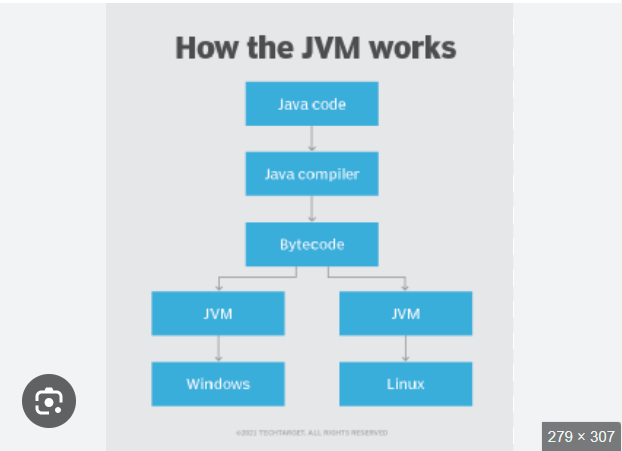 How the JVM works
Java code
Java compiler
Bytecode
JVM
JVM
Windows
Linux
©2021 TECHTARGET. ALL RIGHTS RESERVED
279 × 307